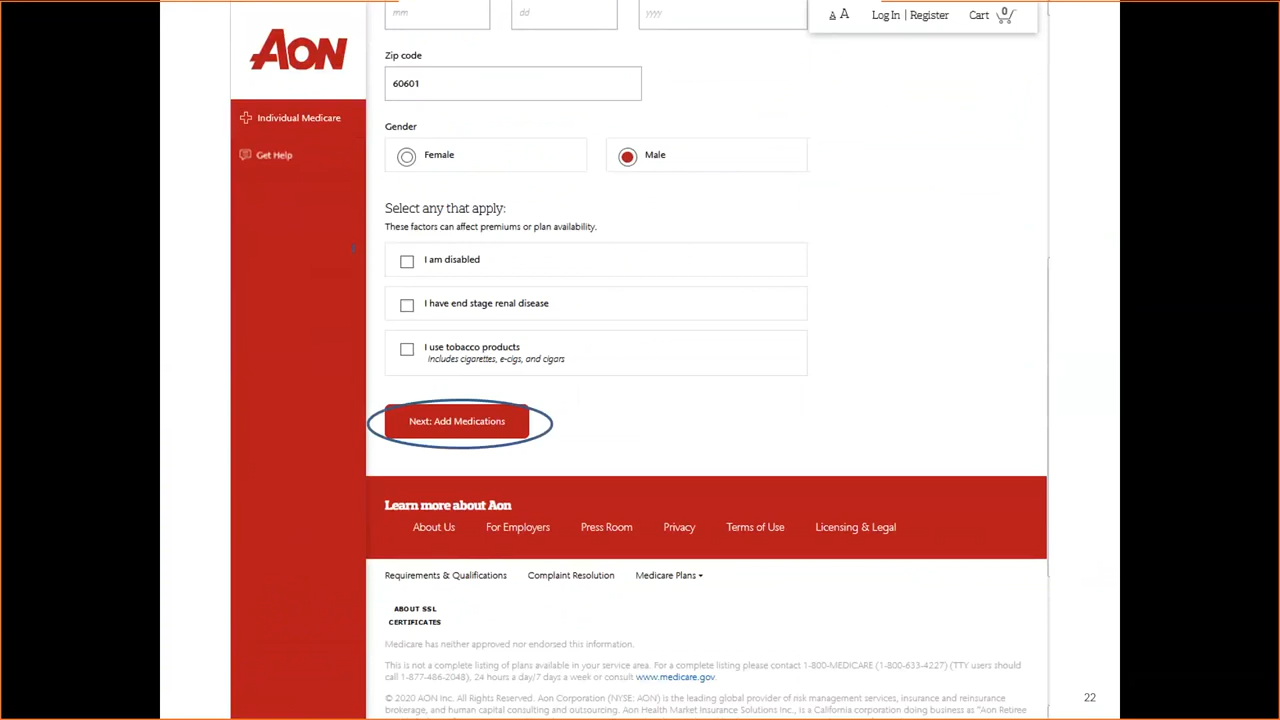 mm dd yyyy
A A Log In | Register Cart 0
AON
Zip code
60601
Individual Medicare
Gender
Get Help
Female Male
Select any that apply:
These factors can affect premiums or plan availability.
I am disabled
I have end stage renal disease
I use tobacco products
Includes cigarettes, e-cigs, and cigars
Next: Add Medications
Learn more about Aon
About Us For Employers Press Room Privacy Terms of Use Licensing & Legal
Requirements & Qualifications Complaint Resolution Medicare Plans
ABOUT SSL
CERTIFICATES
Medicare has neither approved nor endorsed this information.
This is not a complete listing of plans available in your service area. For a complete listing please contact 1-800-MEDICARE (1-800-633-4227) (TTY users should
call 1-877-486-2048), 24 hours a day/7 days a week or consult www.medicare.gov.
© 2020 AON Inc. All Rights Reserved. Aon Corporation (NYSE: AON) is the leading global provider of risk management services, insurance and reinsurance
brokerage, and human capital consulting and outsourcing. Aon Health Market Insurance Solutions Inc., is a California corporation doing business as "Aon Retiree
22